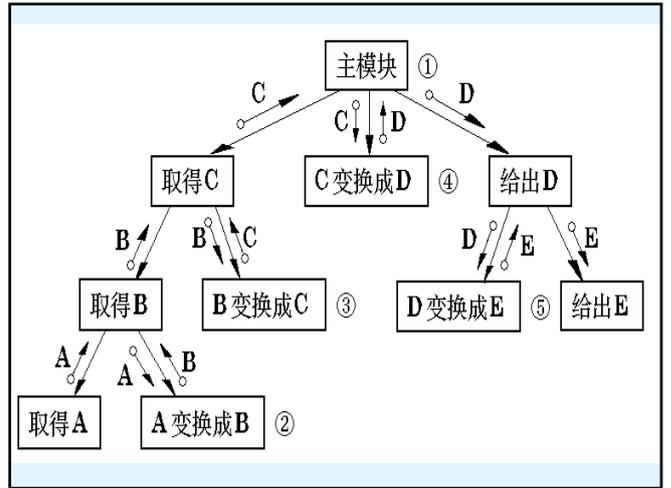 主模块 ①
C C D D
取得C C变换成D ④ 给出D
B B C D E E
取得B B变换成C ③ D变换成E ⑤ 给出E
A A B
取得A A变换成B ②